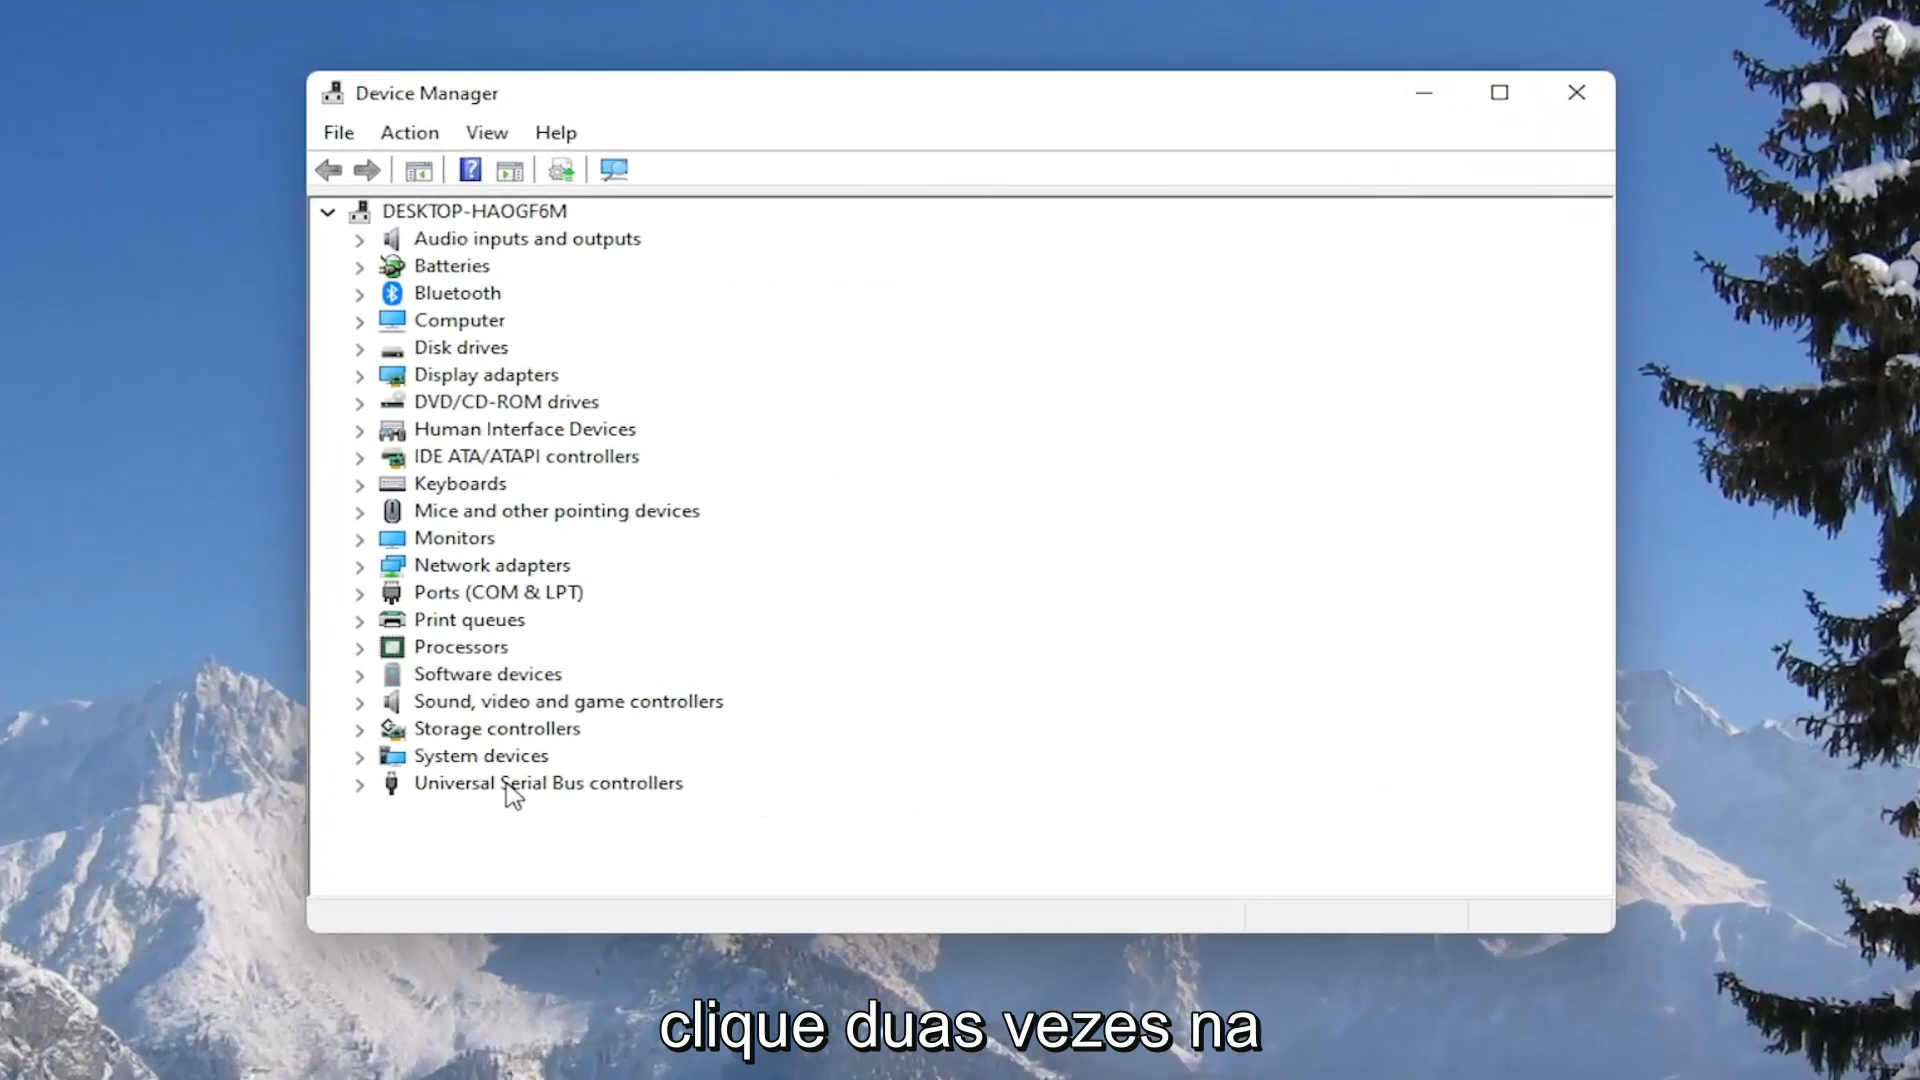 Device Manager
File Action View Help
DESKTOP-HAOGF6M
Audio inputs and outputs
Batteries
Bluetooth
Computer
Disk drives
Display adapters
DVD/CD-ROM drives
Human Interface Devices
IDE ATA/ATAPI controllers
Keyboards
Mice and other pointing devices
Monitors
Network adapters
Ports (COM & LPT)
Print queues
Processors
Software devices
Sound, video and game controllers
Storage controllers
System devices
Universal Serial Bus controllers
clique duas vezes na